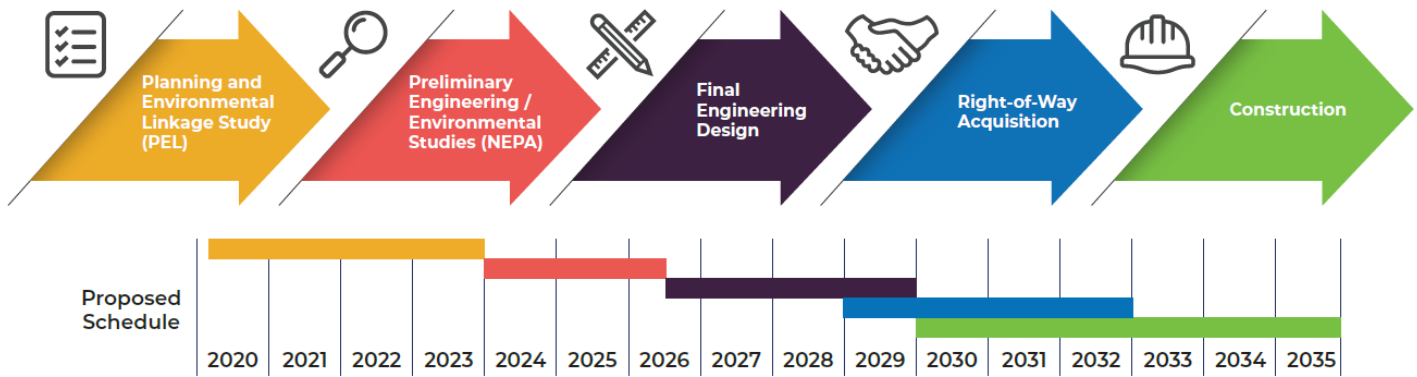 Planning and
Environmental
Linkage Study
(PEL)
Preliminary
Engineering /
Environmental
Studies (NEPA)
Final
Engineering
Design
Right-of-Way
Acquisition
Construction
Proposed
Schedule
2020 2021 2022 2023 2024 2025 2026 2027 2028 2029 2030 2031 2032 2033 2034 2035